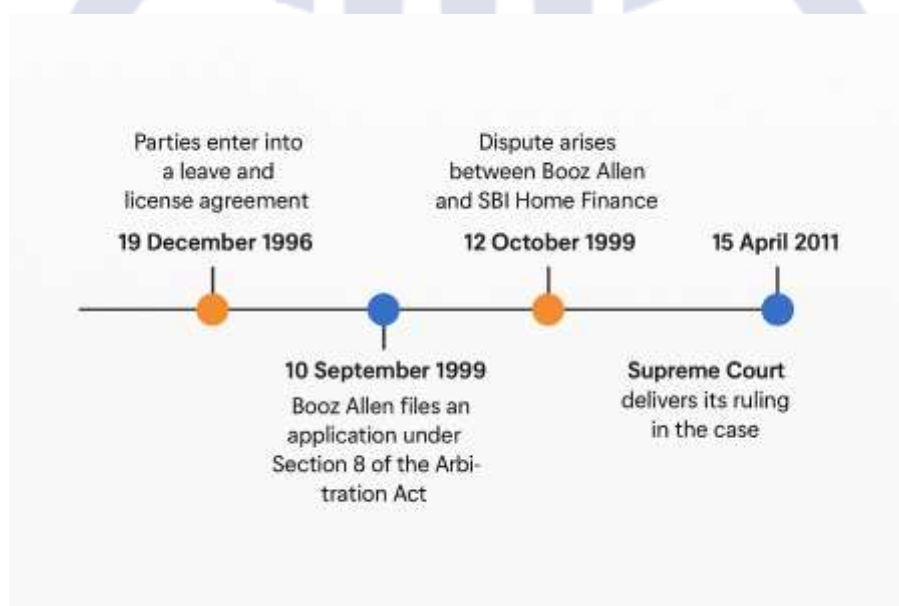 Parties enter into
a leave and
license agreement
19 December 1996
10 September 1999
Booz Allen files an
application under
Section 8 of the Arbi-
tration Act
Dispute arises
between Booz Allen
and SBI Home Finance
12 October 1999
15 April 2011
Supreme Court
delivers its ruling
in the case